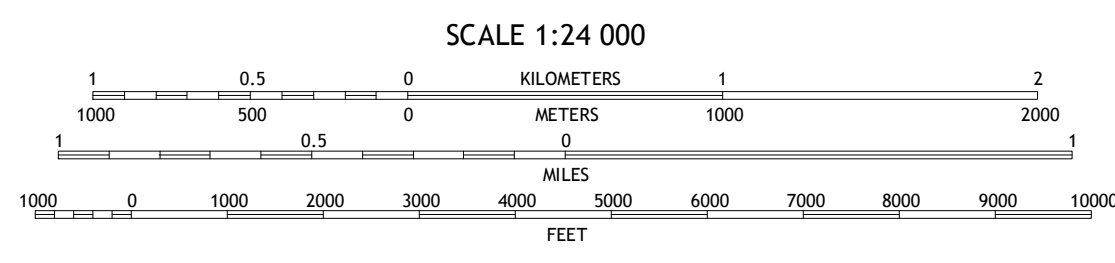 SCALE 1:24 000
1 0.5 0 KILOMETERS 1 2
1000 500 0 METERS 1000 2000
1 0.5 0 1
MILES
1000 0 1000 2000 3000 4000 5000 6000 7000 8000 9000 10000
FEET